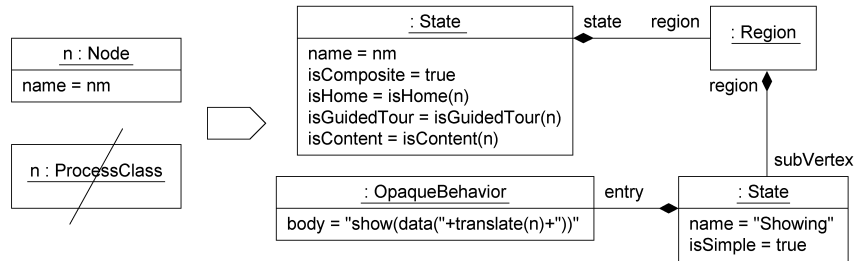 n : Node
name = nm
n : ProcessClass
: State
name = nm
isComposite = true
isHome = isHome(n)
isGuidedTour = isGuidedTour(n)
isContent = isContent(n)
state
region
: Region
region
subVertex
: OpaqueBehavior
body = "show(data("+translate(n)+"))"
entry
: State
name = "Showing"
isSimple = true